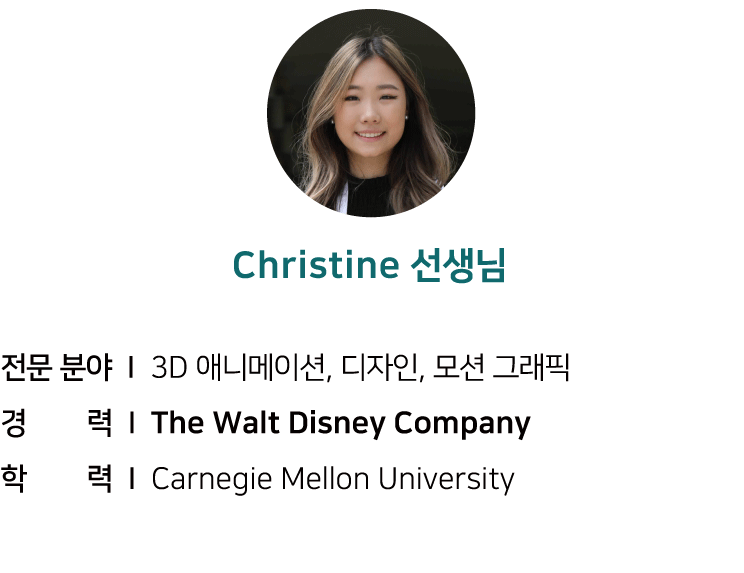 Christine 선생님
전문 분야 I 3D 애니메이션, 디자인, 모션 그래픽
경 력 I The Walt Disney Company
학 력 I Carnegie Mellon University